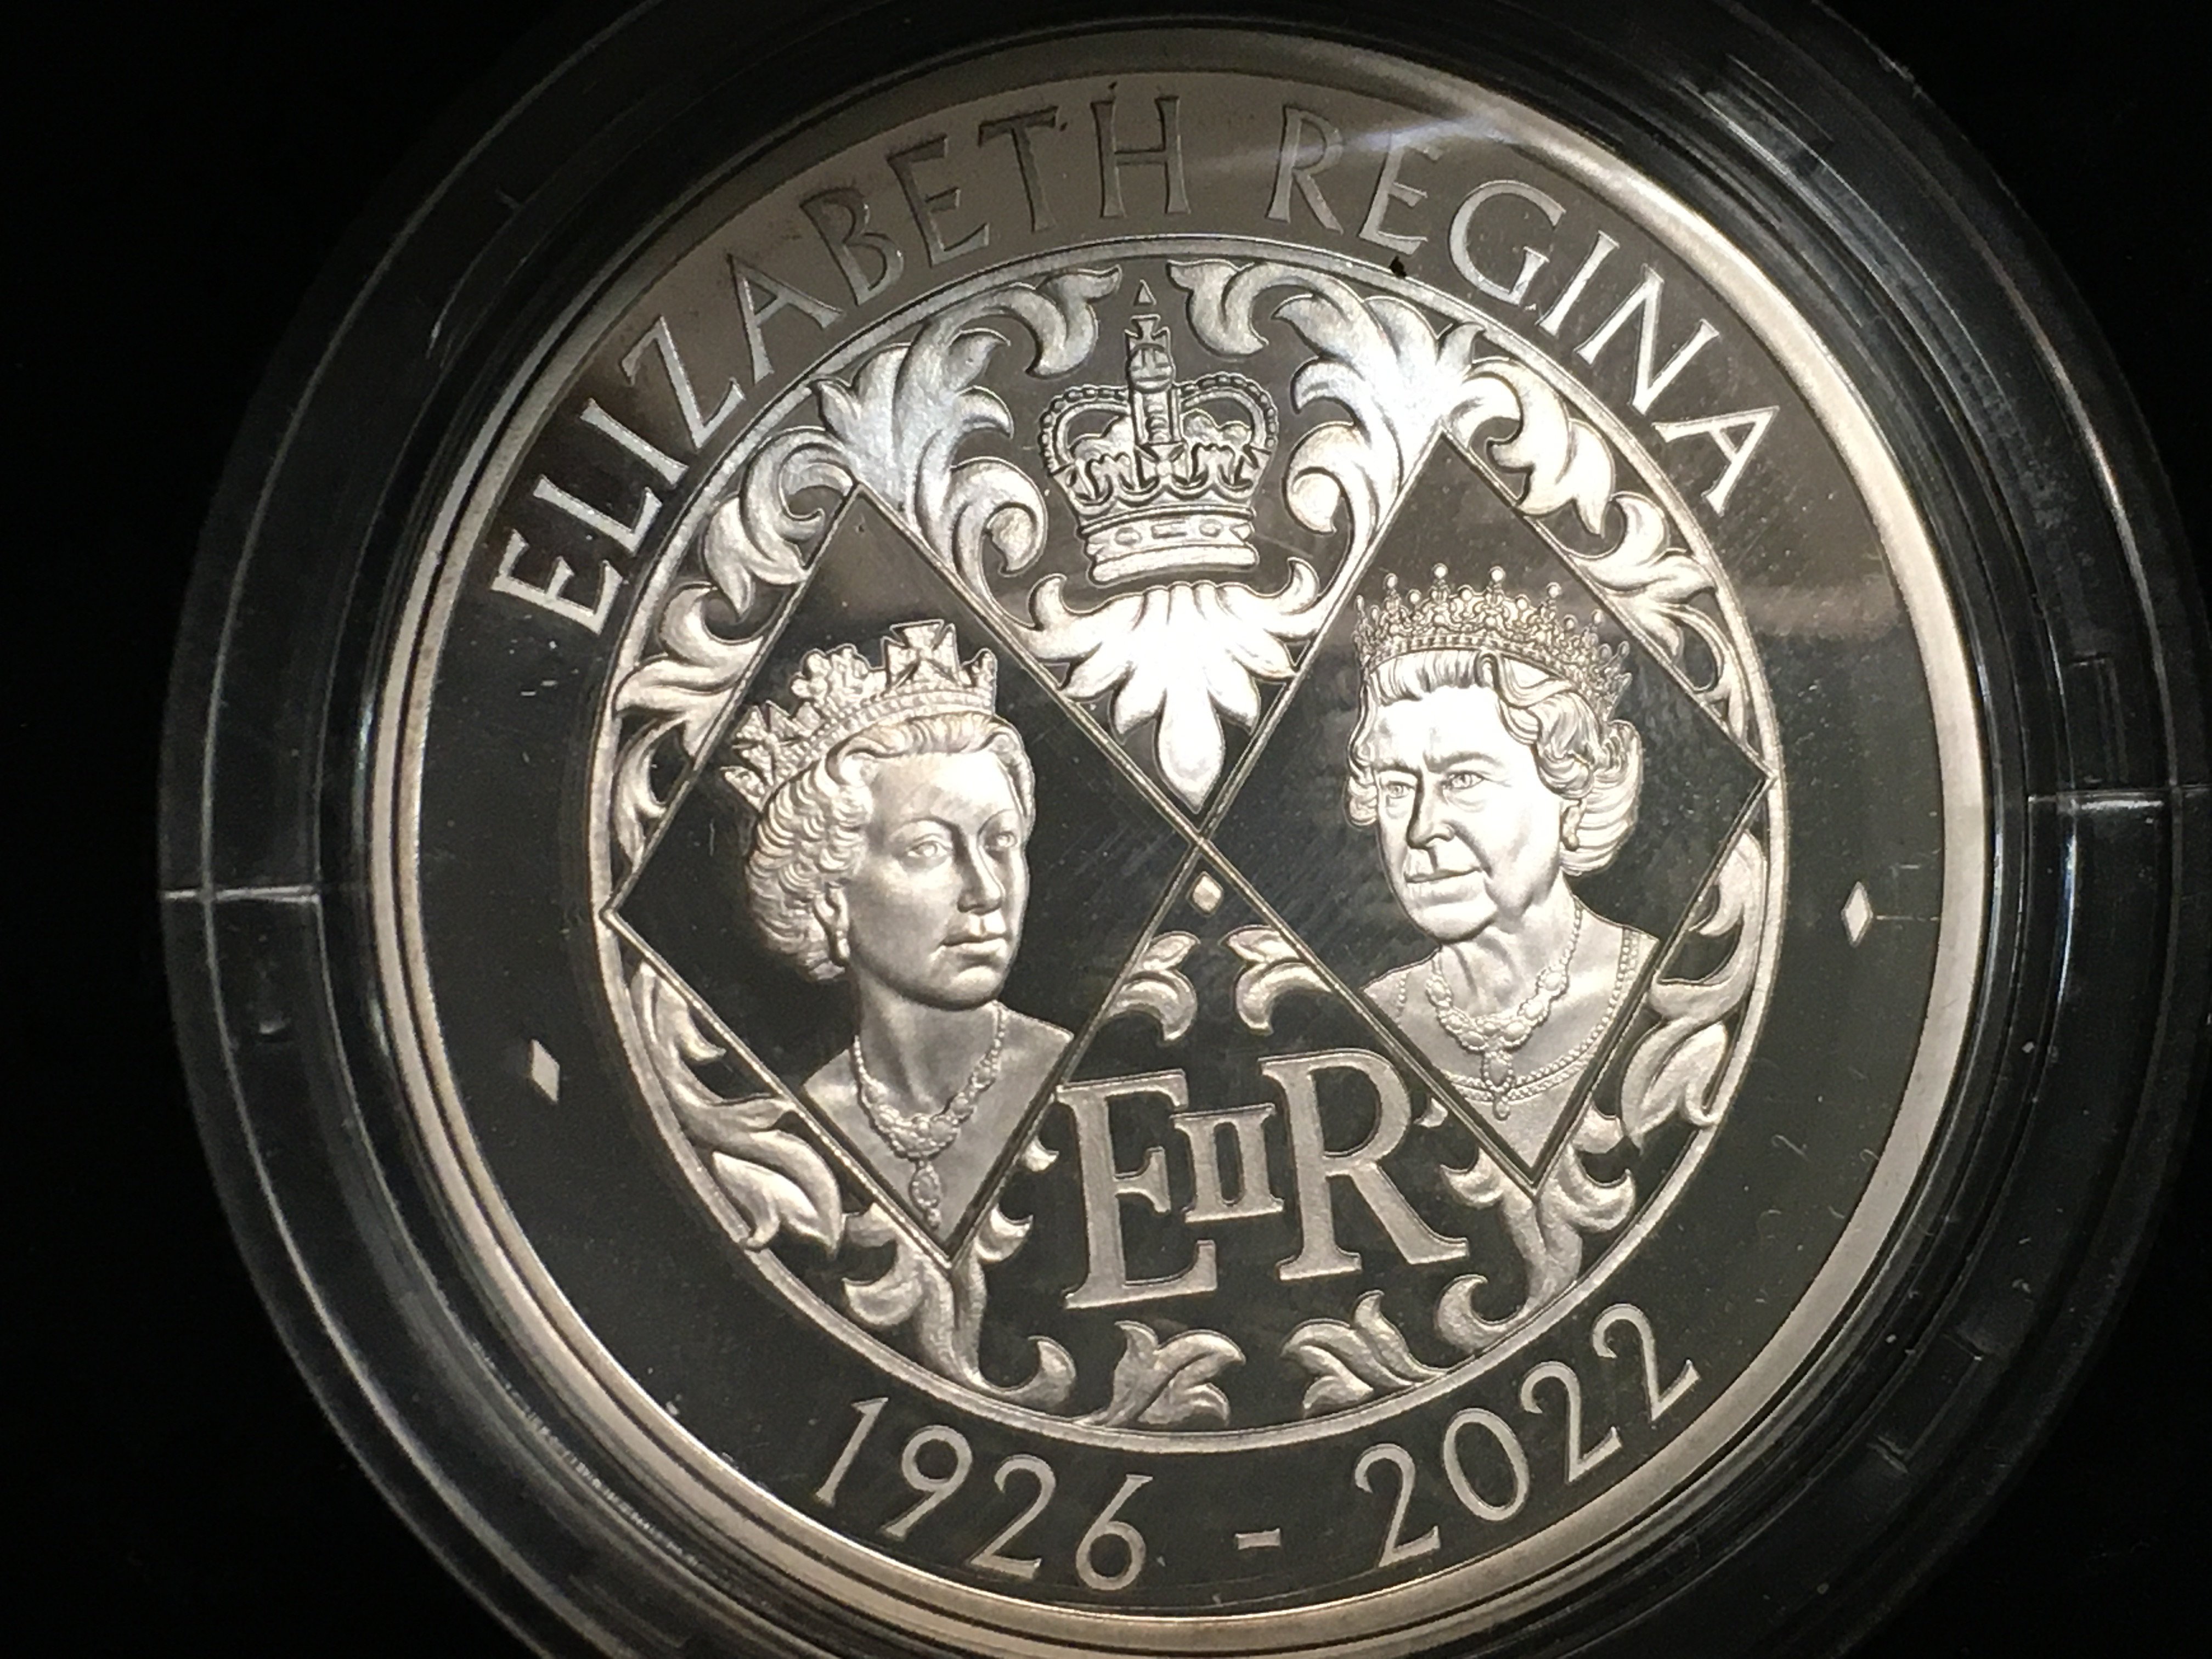 ELIZABETH REGINA
EIIR
1926 - 2022